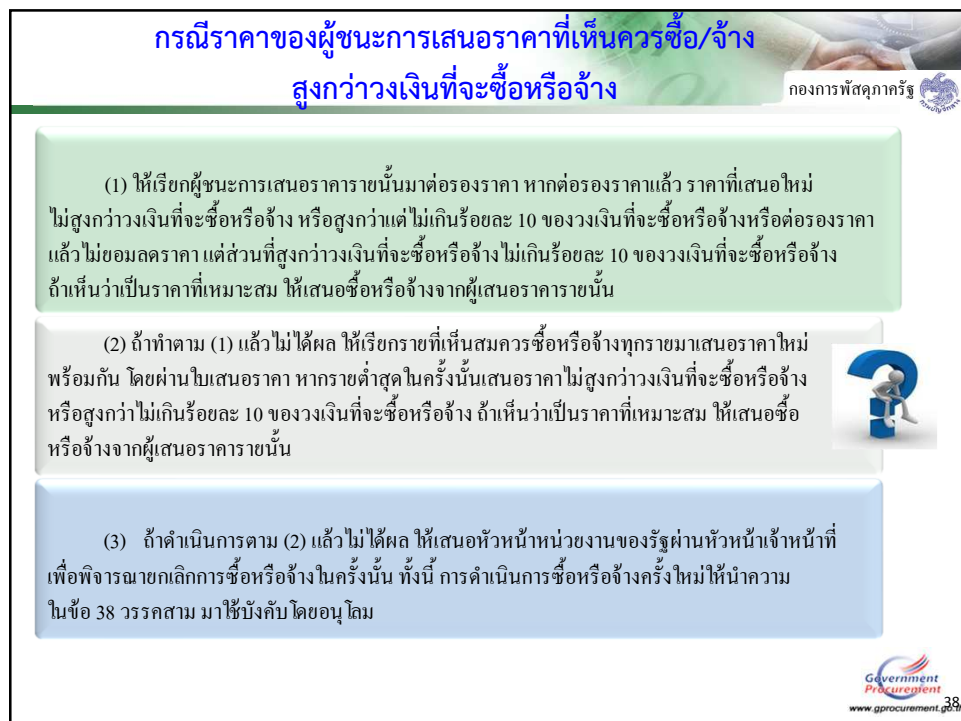 กรณีราคาของผู้ชนะการเสนอราคาที่เห็นควรซื้อ/จ้าง
สูงกว่าวงเงินที่จะซื้อหรือจ้าง
กองการพัสดุภาครัฐ
(1) ให้เรียกผู้ชนะการเสนอราคารายนั้นมาต่อรองราคา หากต่อรองราคาแล้ว ราคาที่เสนอใหม่
ไม่สูงกว่าวงเงินที่จะซื้อหรือจ้าง หรือสูงกว่าแต่ไม่เกินร้อยละ 10 ของวงเงินที่จะซื้อหรือจ้างหรือต่อรองราคา
แล้วไม่ยอมลดราคา แต่ส่วนที่สูงกว่าวงเงินที่จะซื้อหรือจ้างไม่เกินร้อยละ 10 ของวงเงินที่จะซื้อหรือจ้าง
ถ้าเห็นว่าเป็นราคาที่เหมาะสม ให้เสนอซื้อหรือจ้างจากผู้เสนอราคารายนั้น
(2) ถ้าทำตาม (1) แล้วไม่ได้ผล ให้เรียกรายที่เห็นสมควรซื้อหรือจ้างทุกรายมาเสนอราคาใหม่
พร้อมกัน โดยผ่านใบเสนอราคา หากรายต่ำสุดในครั้งนั้นเสนอราคาไม่สูงกว่าวงเงินที่จะซื้อหรือจ้าง
หรือสูงกว่าไม่เกินร้อยละ 10 ของวงเงินที่จะซื้อหรือจ้าง ถ้าเห็นว่าเป็นราคาที่เหมาะสม ให้เสนอซื้อ
หรือจ้างจากผู้เสนอราคารายนั้น
(3) ถ้าดำเนินการตาม (2) แล้วไม่ได้ผล ให้เสนอหัวหน้าหน่วยงานของรัฐผ่านหัวหน้าเจ้าหน้าที่
เพื่อพิจารณายกเลิกการซื้อหรือจ้างในครั้งนั้น ทั้งนี้ การดำเนินการซื้อหรือจ้างครั้งใหม่ให้นำความ
ในข้อ 38 วรรคสาม มาใช้บังคับโดยอนุโลม
Government
Procurement
38